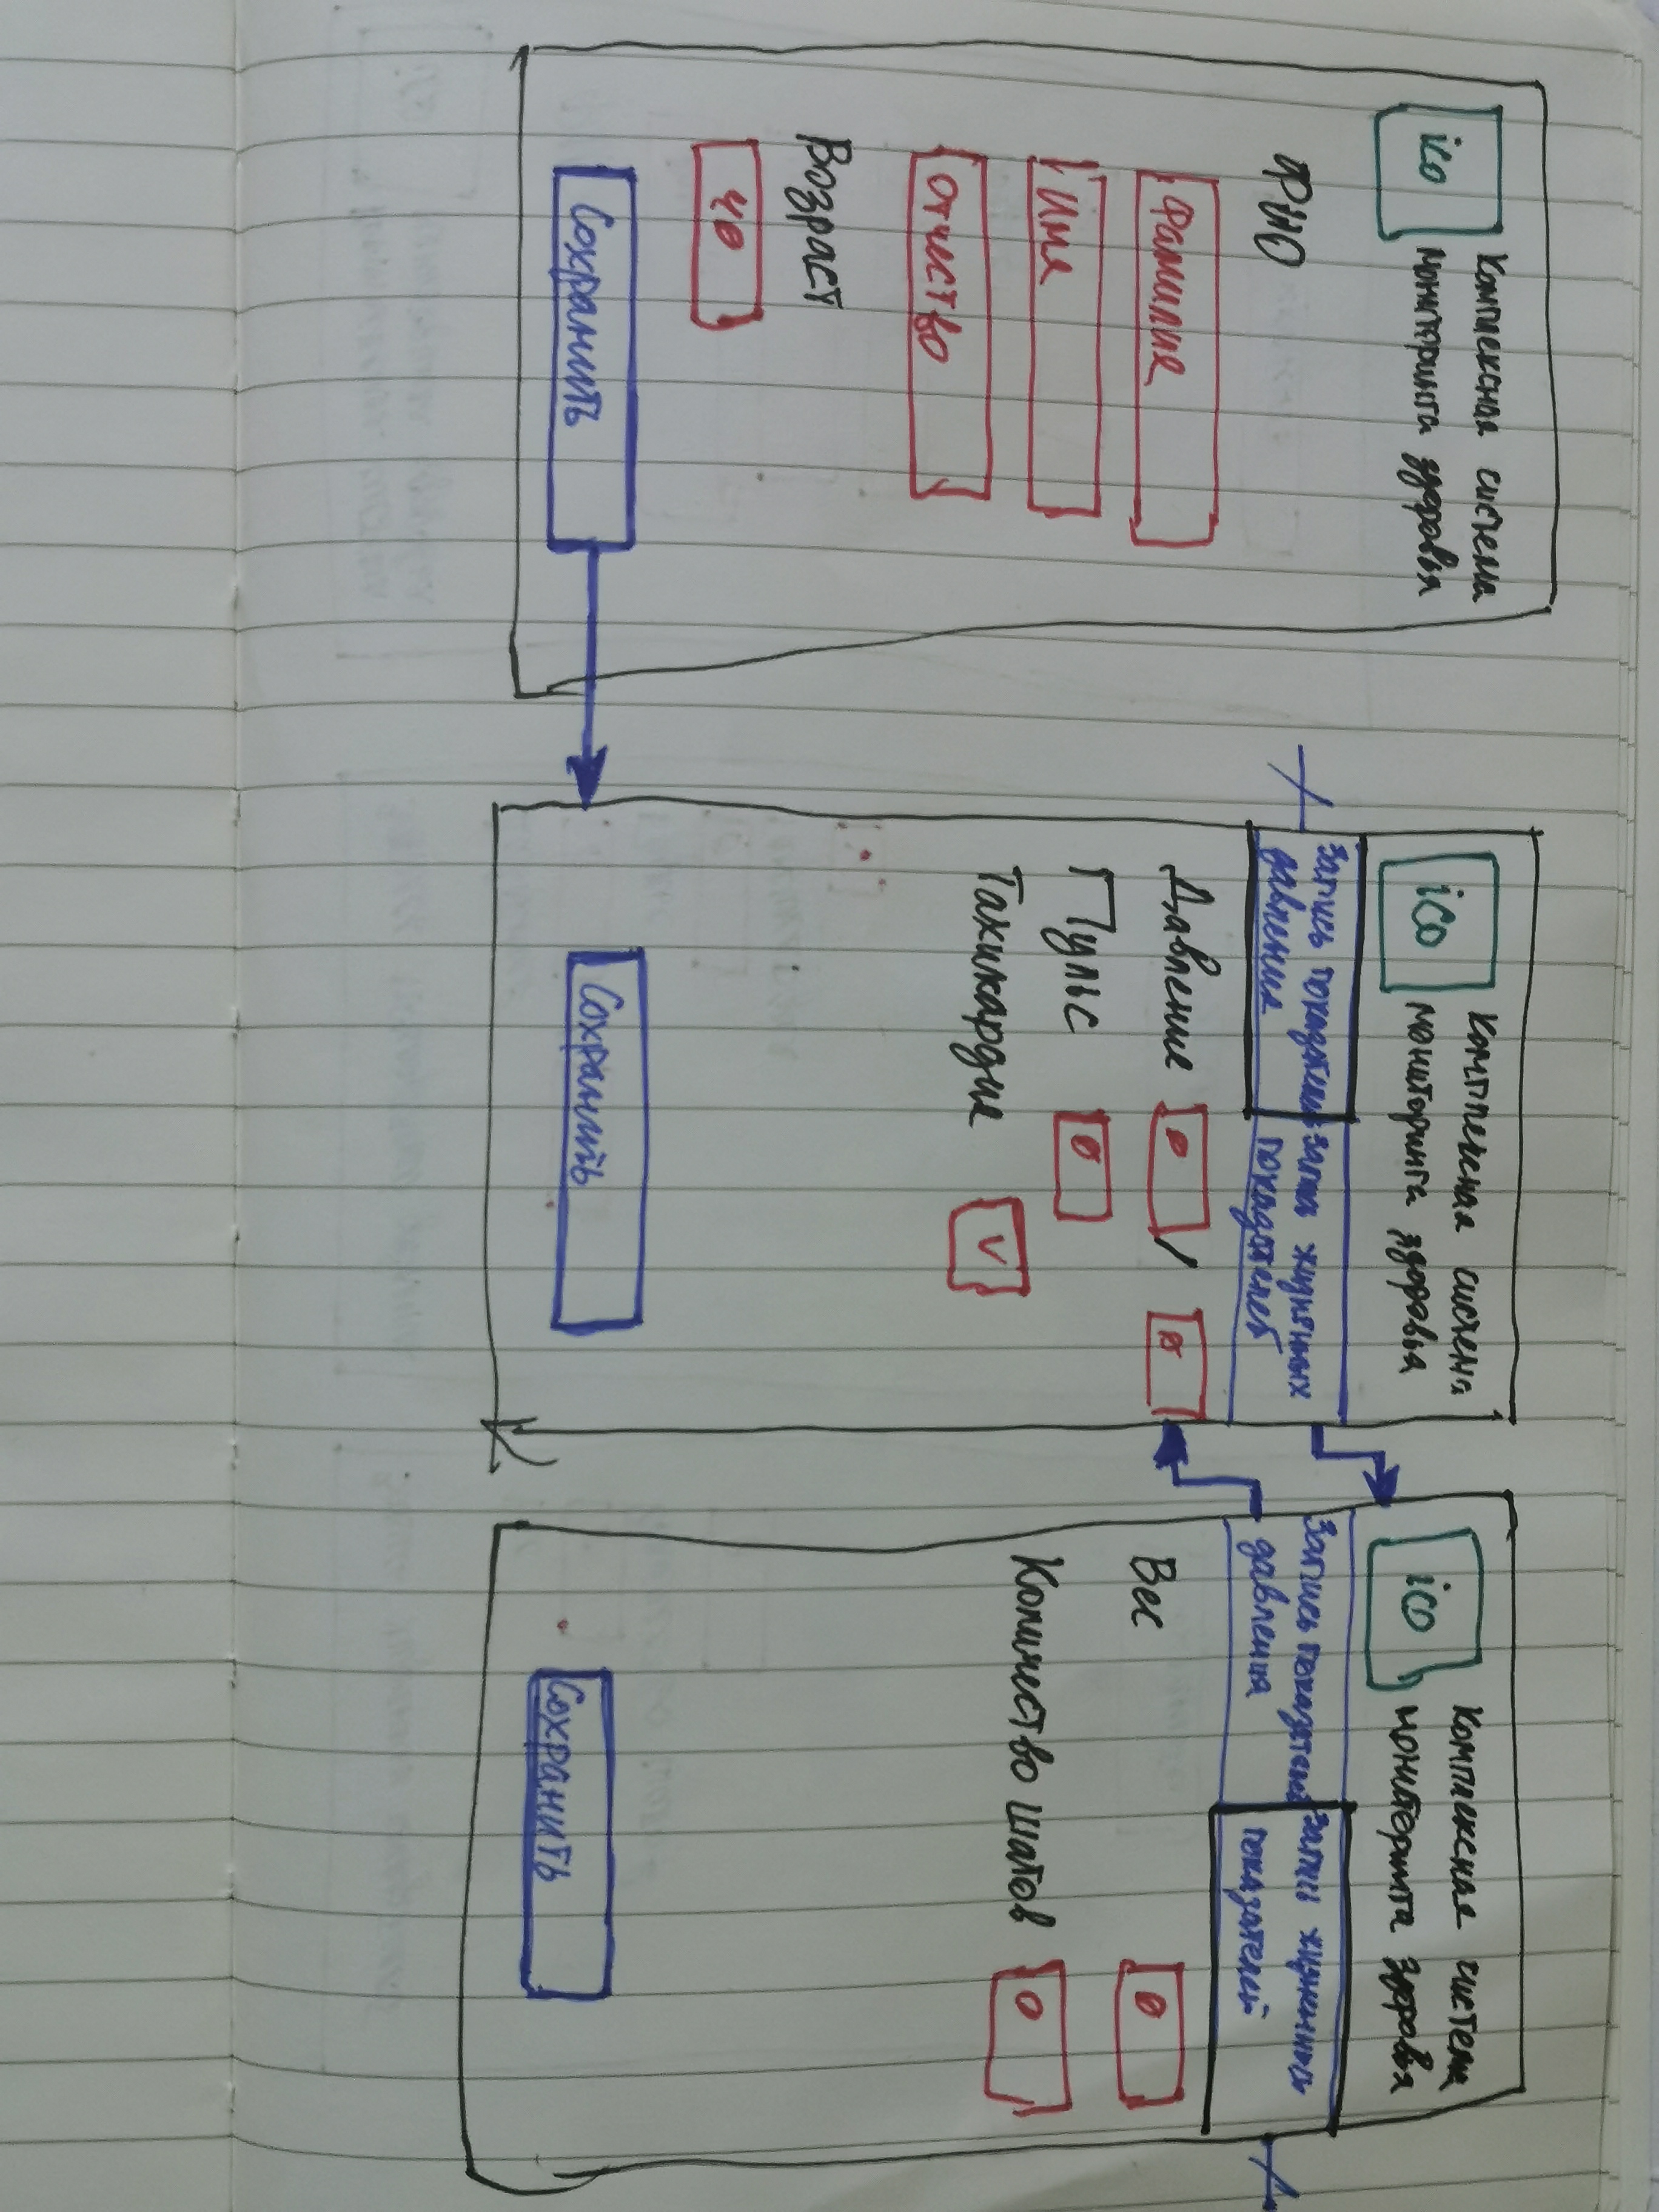 ico
Комплексная система
мониторинга здоровья
ФИО
Фамилия
Имя
Отчество
Возраст
40
Сохранить
ico
Комплексная система
мониторинга здоровья
Запись показателей
давления
запись жизненных
показателей
Давление 0 / 0
Пульс 0
Тахикардие V
Сохранить
ico
Комплексная система
мониторинга здоровья
Запись показателей
давления
запись жизненных
показателей
Вес 0
Количество шагов 0
Сохранить